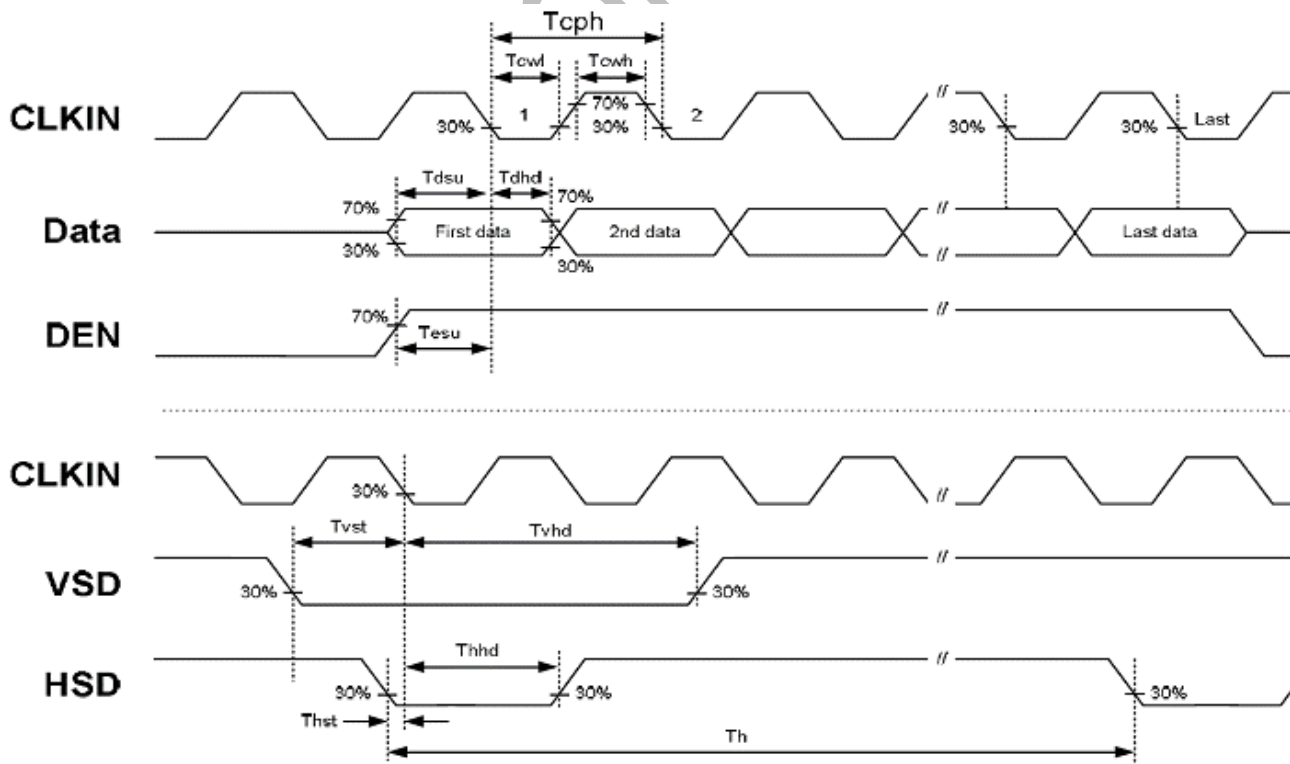 Tcph
Tcwl Tcwh
CLKIN 30% 1 70% 30% 2 30% 30% Last
Tdsu Tdhd
70% 70%
Data First data 2nd data // Last data
30% 30%
DEN 70% Tesu
CLKIN 30%
Tvst Tvhd
VSD 30% 30%
Thhd
HSD 30% 30% 30%
Thst
Th